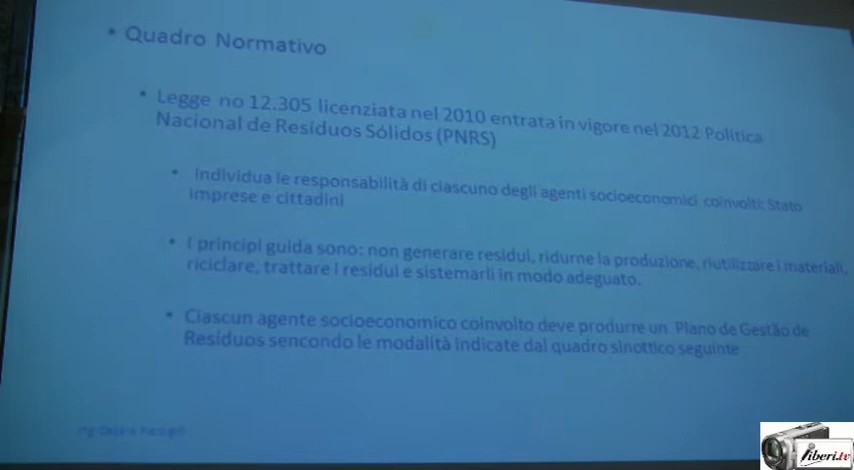 • Quadro Normativo
• Legge no 12.305 licenziata nel 2010 entrata in vigore nel 2012 Politica
Nacional de Resíduos Sólidos (PNRS)
• Individua le responsabilità di ciascuno degli agenti socioeconomici coinvolti: Stato
imprese e cittadini
• I principi guida sono: non generare residui, ridurne la produzione, riutilizzare i materiali,
riciclare, trattare i residui e sistemarli in modo adeguato.
• Ciascun agente socioeconomico coinvolto deve produrre un Plano de Gestão de
Resíduos sencondo le modalità indicate dal quadro sinottico seguinte
liberi.tv